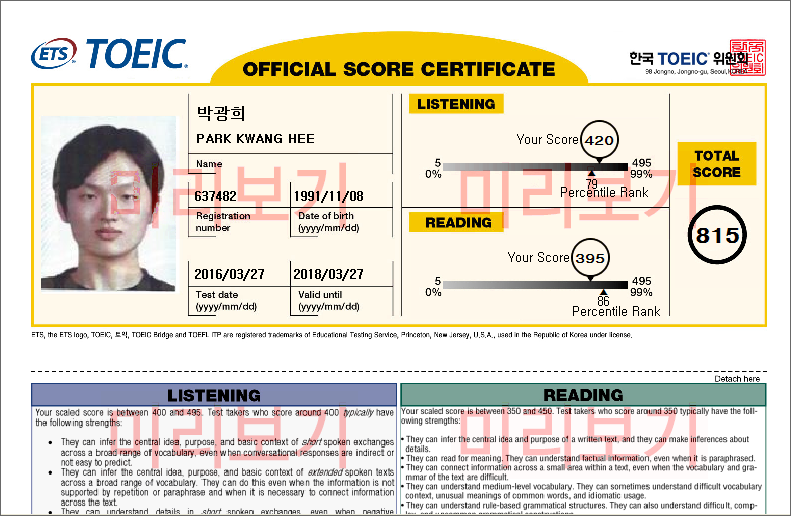 ETS TOEIC
OFFICIAL SCORE CERTIFICATE
한국 TOEIC 위원회
98 Jongno, Jongno-gu, Seoul, KOREA
박광희
PARK KWANG HEE
Name
637482
Registration
number
1991/11/08
Date of birth
(yyyy/mm/dd)
2016/03/27
Test date
(yyyy/mm/dd)
2018/03/27
Valid until
(yyyy/mm/dd)
LISTENING
Your Score 420
5 495
0% 99%
79
Percentile Rank
READING
Your Score 395
5 495
0% 99%
86
Percentile Rank
TOTAL
SCORE
815
미리보기
미리보기
ETS, the ETS logo, TOEIC, 토익, TOEIC Bridge and TOEFL ITP are registered trademarks of Educational Testing Service, Princeton, New Jersey, U.S.A., used in the Republic of Korea under license.
Detach here
LISTENING
Your scaled score is between 400 and 495. Test takers who score around 400 typically have
the following strengths:
• They can infer the central idea, purpose, and basic context of short spoken exchanges
across a broad range of vocabulary, even when conversational responses are indirect or
not easy to predict.
• They can infer the central idea, purpose, and basic context of extended spoken texts
across a broad range of vocabulary. They can do this even when the information is not
supported by repetition or paraphrase and when it is necessary to connect information
across the text.
• They can understand details in short spoken exchanges, even when negative
READING
Your scaled score is between 350 and 450. Test takers who score around 350 typically have the foll-
owing strengths:
• They can infer the central idea and purpose of a written text, and they can make inferences about
details.
• They can read for meaning. They can understand factual information, even when it is paraphrased.
• They can connect information across a small area within a text, even when the vocabulary and gra-
mmar of the text are difficult.
• They can understand medium-level vocabulary. They can sometimes understand difficult vocabulary
context, unusual meanings of common words, and idiomatic usage.
• They can understand rule-based grammatical structures. They can also understand difficult, comp-
lex, and uncommon grammatical constructions.
미리보기
미리보기